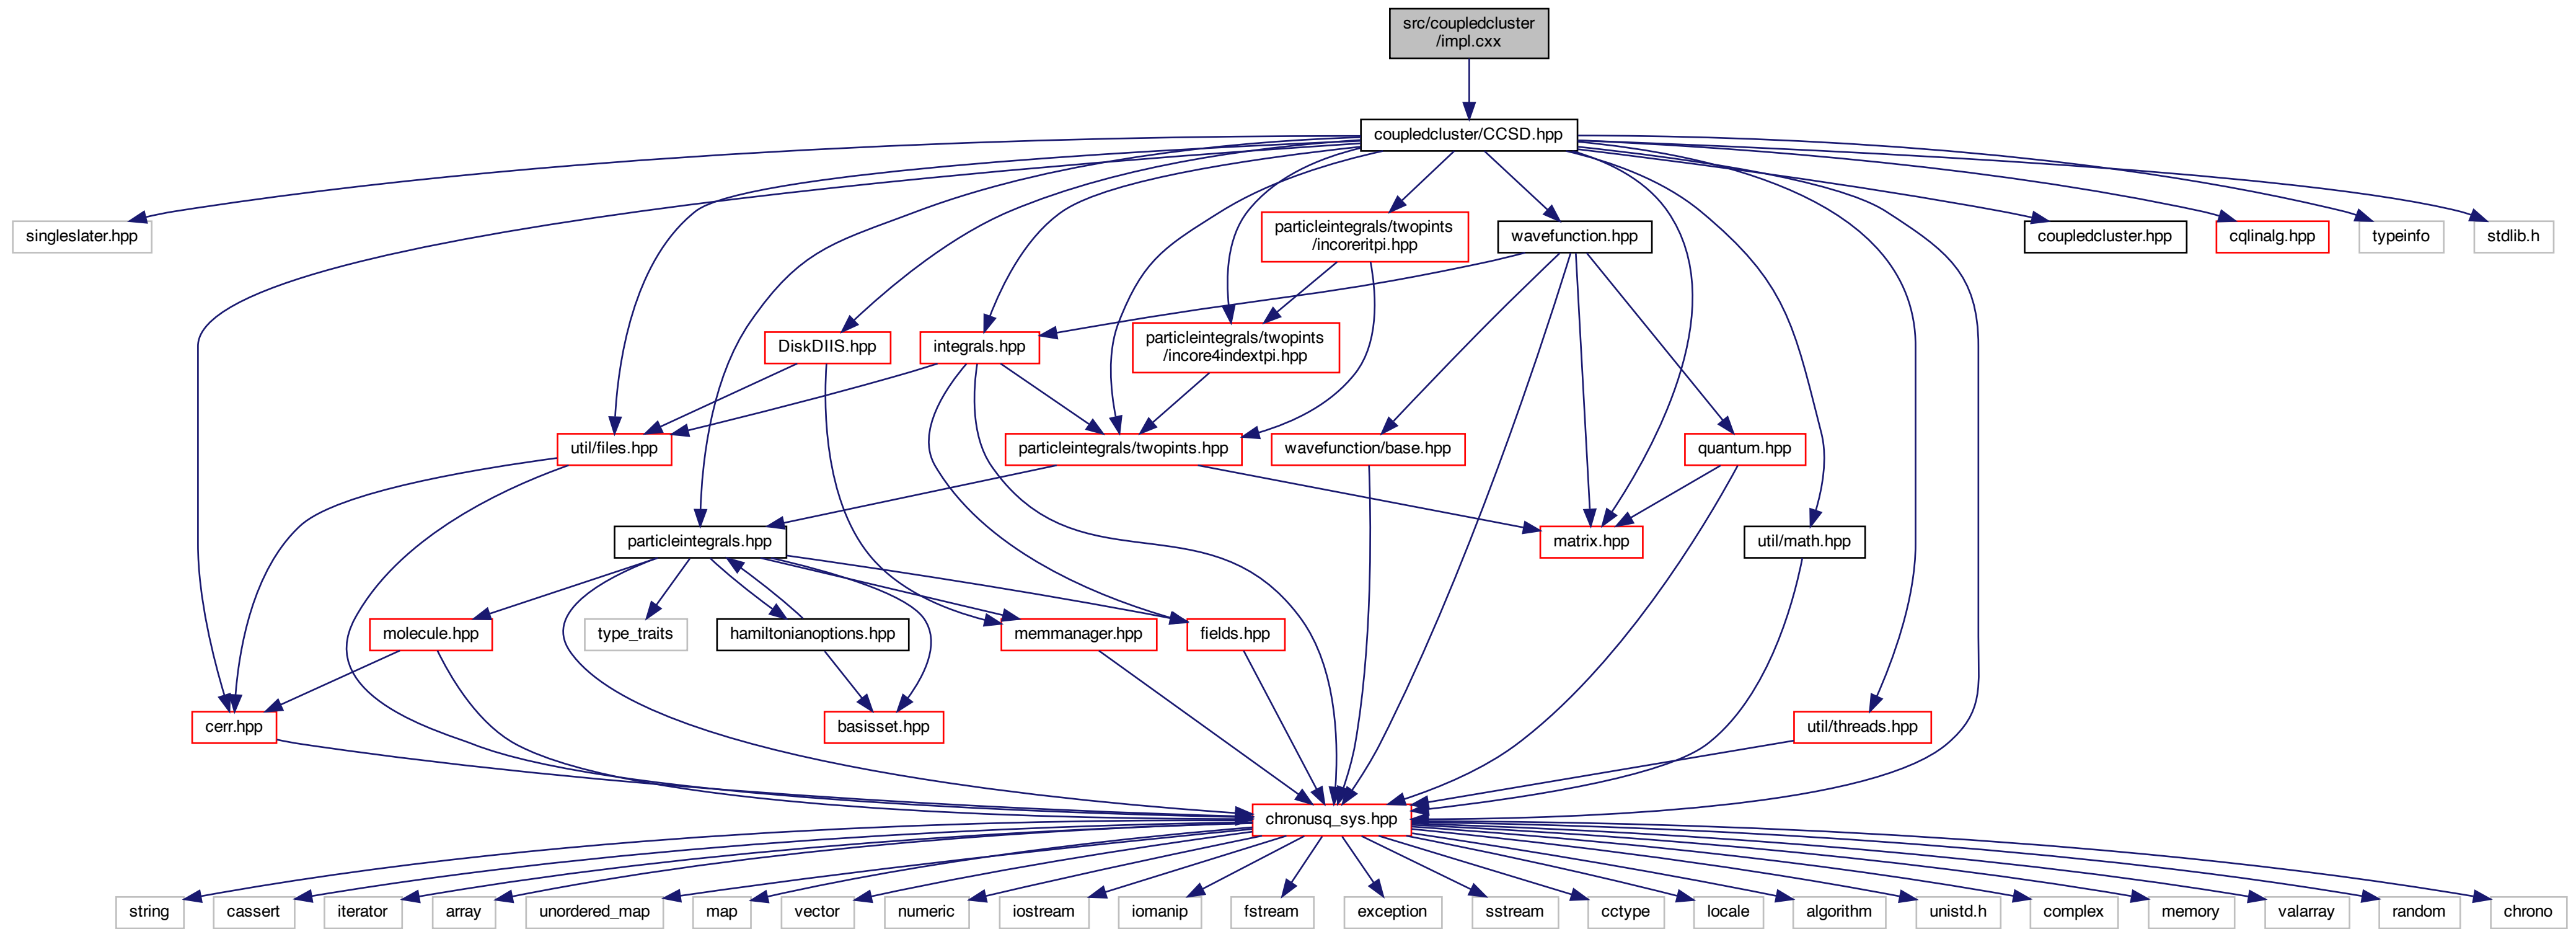 src/coupledcluster
/impl.cxx
coupledcluster/CCSD.hpp
singleslater.hpp
particleintegrals/twopints
/incoreritpi.hpp
wavefunction.hpp
coupledcluster.hpp
cqlinalg.hpp
typeinfo
stdlib.h
DiskDIIS.hpp
integrals.hpp
particleintegrals/twopints
/incore4indextpi.hpp
util/files.hpp
particleintegrals/twopints.hpp
wavefunction/base.hpp
quantum.hpp
particleintegrals.hpp
matrix.hpp
util/math.hpp
molecule.hpp
type_traits
hamiltonianoptions.hpp
memmanager.hpp
fields.hpp
cerr.hpp
basisset.hpp
util/threads.hpp
chronusq_sys.hpp
string
cassert
iterator
array
unordered_map
map
vector
numeric
iostream
iomanip
fstream
exception
sstream
cctype
locale
algorithm
unistd.h
complex
memory
valarray
random
chrono